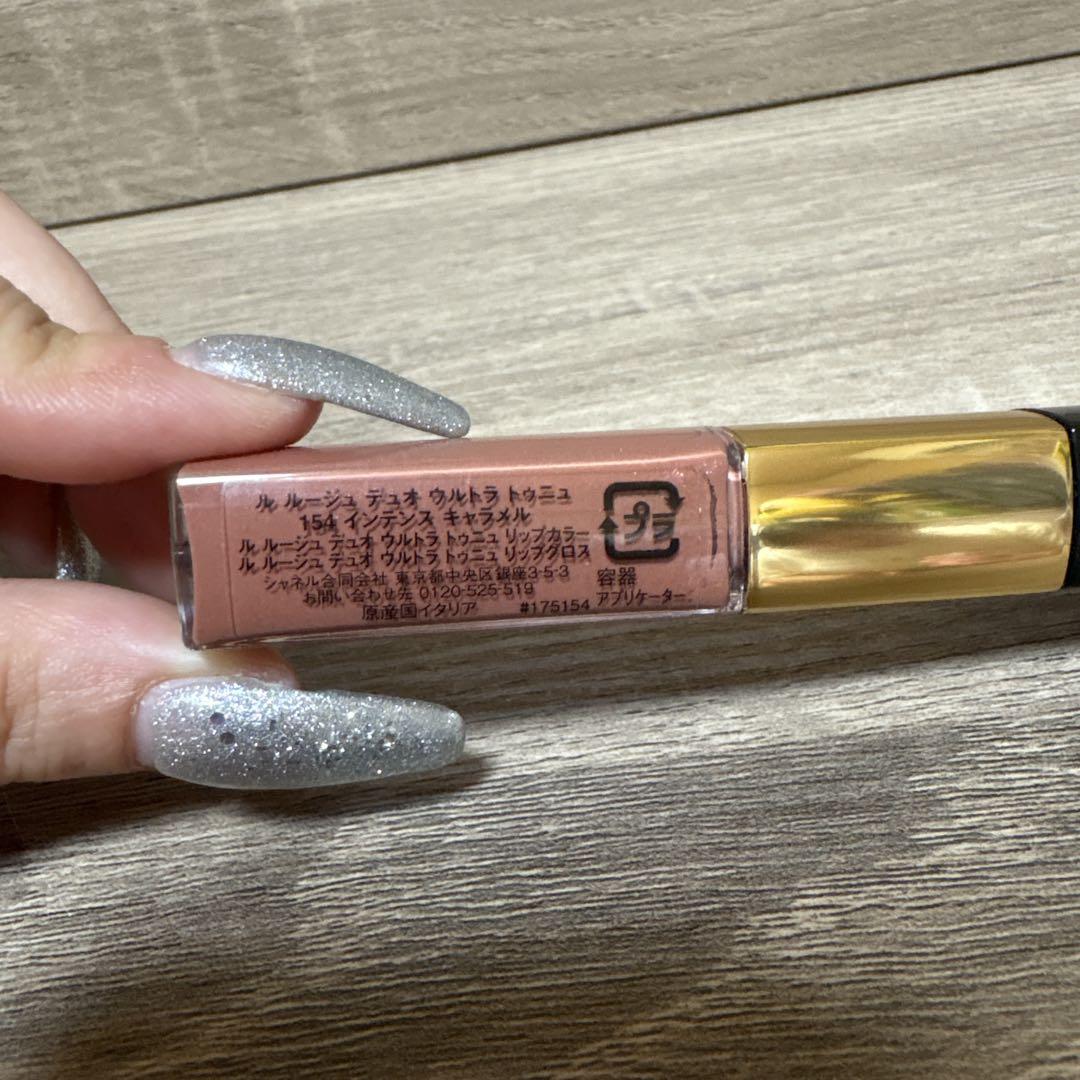 ル ルージュ デュオ ウルトラ トゥニュ
154 インテンス キャラメル
ル ルージュ デュオ ウルトラ トゥニュ リップカラー
ル ルージュ デュオ ウルトラ トゥニュ リップグロス
シャネル合同会社 東京都中央区銀座3-5-3
お問い合わせ先 0120-525-519
原産国イタリア #175154
プラ
容器
アプリケーター